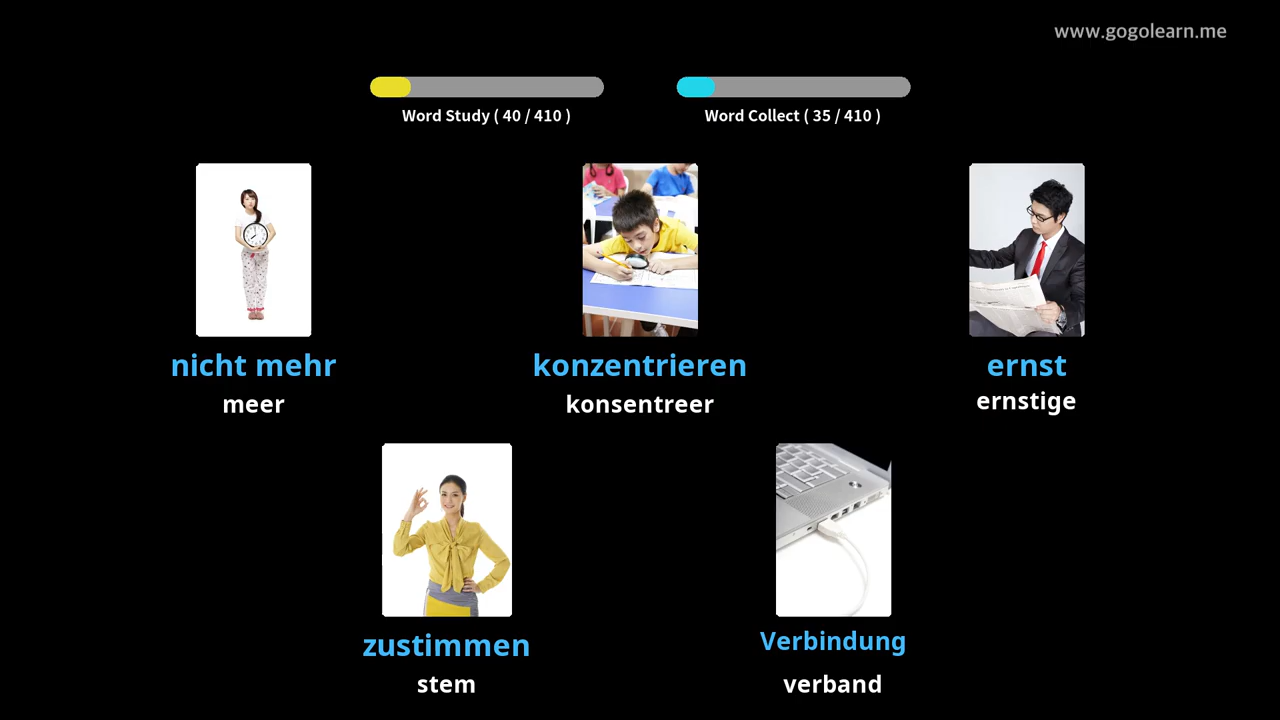 www.gogolearn.me
Word Study ( 40 / 410 )
Word Collect ( 35 / 410 )
nicht mehr
meer
konzentrieren
konsentreer
ernst
ernstige
zustimmen
stem
Verbindung
verband